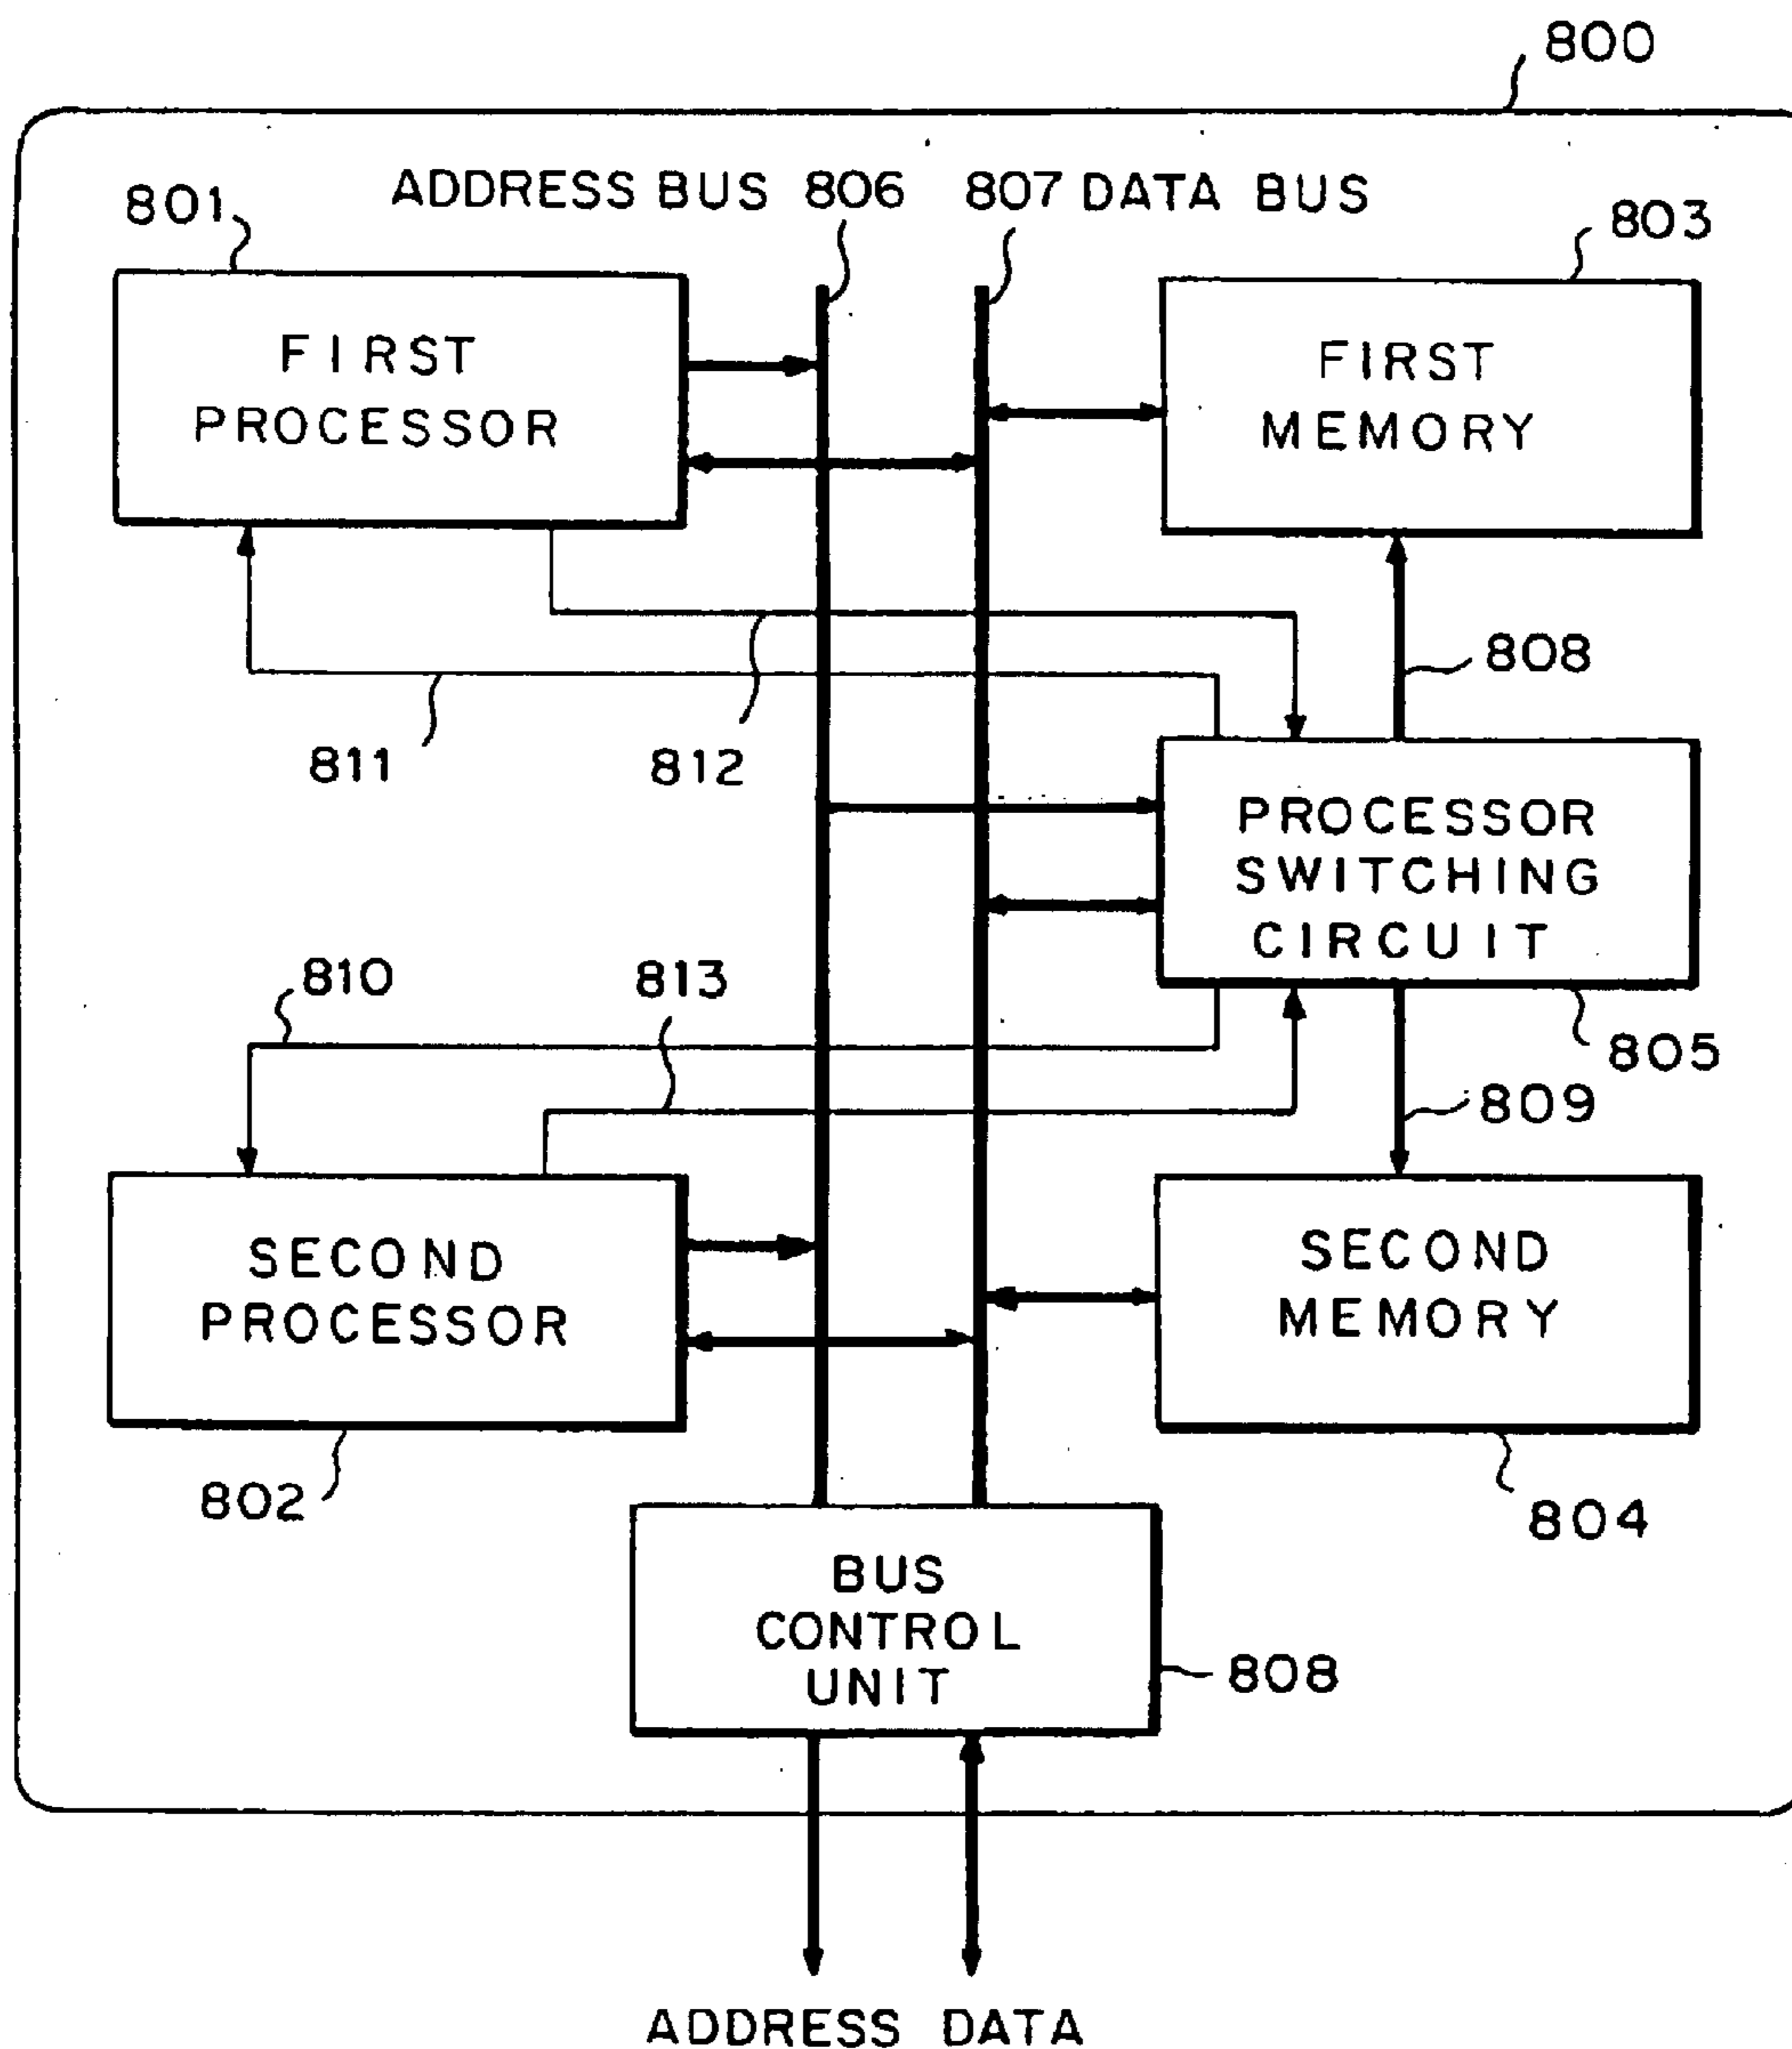 800
801
ADDRESS BUS 806
807 DATA BUS
803
FIRST
PROCESSOR
FIRST
MEMORY
808
811
812
PROCESSOR
SWITCHING
CIRCUIT
810
813
805
809
SECOND
PROCESSOR
SECOND
MEMORY
802
804
BUS
CONTROL
UNIT
808
ADDRESS DATA